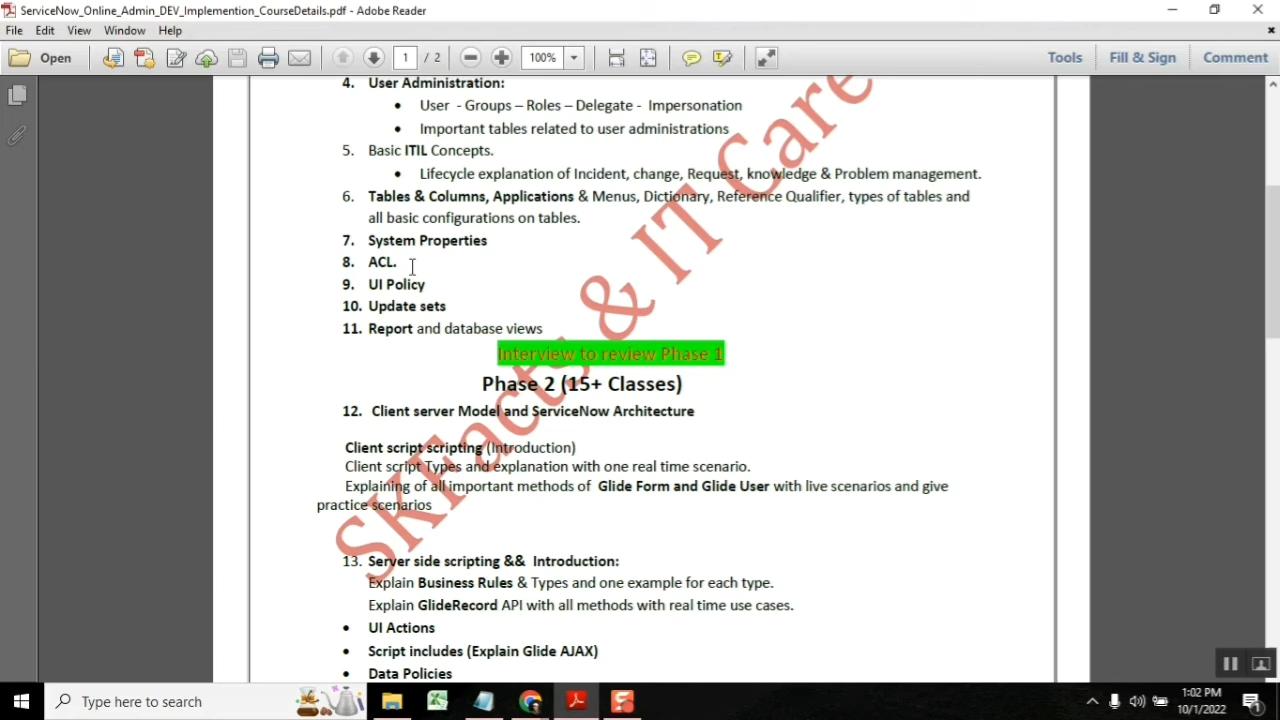 ServiceNow_Online_Admin_DEV_Implemention_CourseDetails.pdf - Adobe Reader
File Edit View Window Help
Open 1 / 2 100% Tools Fill & Sign Comment
4. User Administration:
• User - Groups – Roles – Delegate - Impersonation
• Important tables related to user administrations
5. Basic ITIL Concepts.
• Lifecycle explanation of Incident, change, Request, knowledge & Problem management.
6. Tables & Columns, Applications & Menus, Dictionary, Reference Qualifier, types of tables and
all basic configurations on tables.
7. System Properties
8. ACL.
9. UI Policy
10. Update sets
11. Report and database views
Interview to review Phase 1
Phase 2 (15+ Classes)
12. Client server Model and ServiceNow Architecture
Client script scripting (Introduction)
Client script Types and explanation with one real time scenario.
Explaining of all important methods of Glide Form and Glide User with live scenarios and give
practice scenarios
13. Server side scripting && Introduction:
Explain Business Rules & Types and one example for each type.
Explain GlideRecord API with all methods with real time use cases.
• UI Actions
• Script includes (Explain Glide AJAX)
• Data Policies
SKFacts & IT Care
Type here to search
1:02 PM
10/1/2022
1